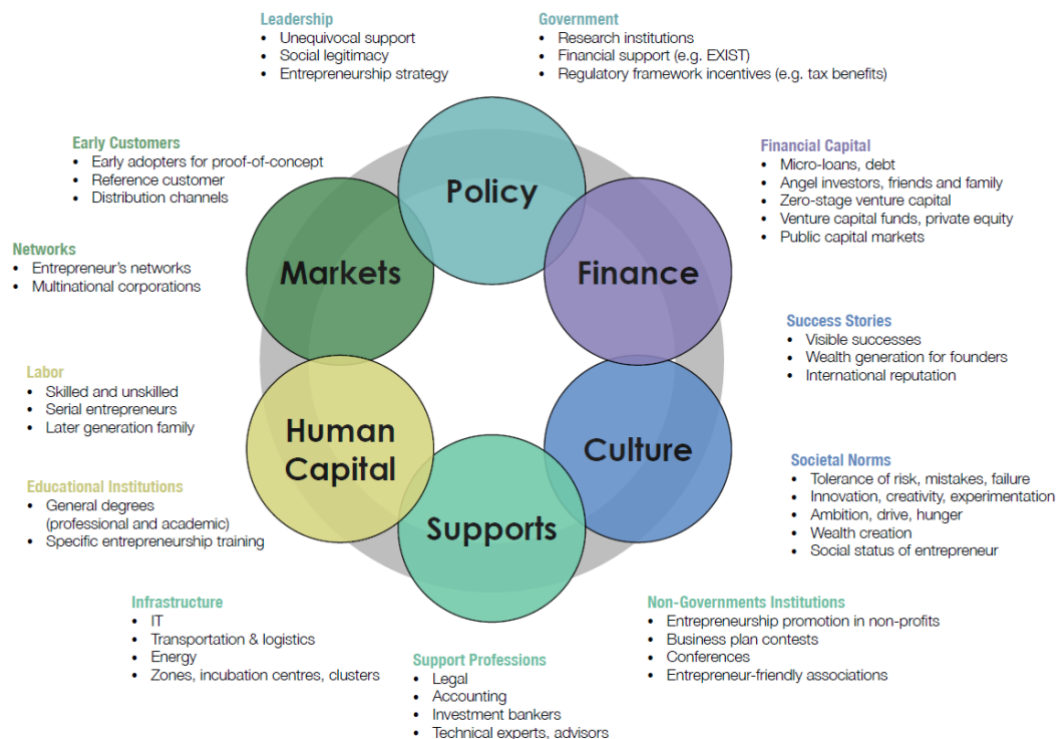 Leadership
• Unequivocal support
• Social legitimacy
• Entrepreneurship strategy
Government
• Research institutions
• Financial support (e.g. EXIST)
• Regulatory framework incentives (e.g. tax benefits)
Early Customers
• Early adopters for proof-of-concept
• Reference customer
• Distribution channels
Financial Capital
• Micro-loans, debt
• Angel investors, friends and family
• Zero-stage venture capital
• Venture capital funds, private equity
• Public capital markets
Policy
Markets
Finance
Networks
• Entrepreneur's networks
• Multinational corporations
Success Stories
• Visible successes
• Wealth generation for founders
• International reputation
Labor
• Skilled and unskilled
• Serial entrepreneurs
• Later generation family
Human
Capital
Culture
Supports
Societal Norms
• Tolerance of risk, mistakes, failure
• Innovation, creativity, experimentation
• Ambition, drive, hunger
• Wealth creation
• Social status of entrepreneur
Educational Institutions
• General degrees
(professional and academic)
• Specific entrepreneurship training
Infrastructure
• IT
• Transportation & logistics
• Energy
• Zones, incubation centres, clusters
Support Professions
• Legal
• Accounting
• Investment bankers
• Technical experts, advisors
Non-Governments Institutions
• Entrepreneurship promotion in non-profits
• Business plan contests
• Conferences
• Entrepreneur-friendly associations